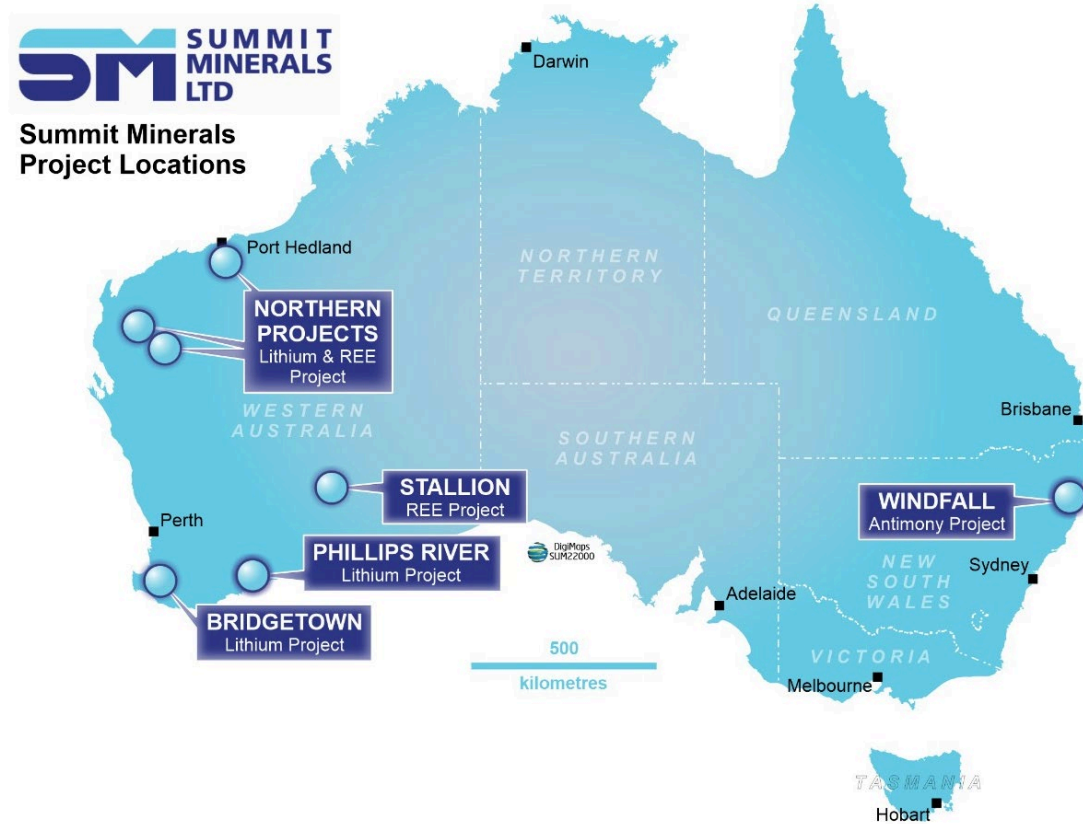 SM SUMMIT
MINERALS
LTD
Summit Minerals
Project Locations
Darwin
Port Hedland
NORTHERN
TERRITORY
QUEENSLAND
NORTHERN
PROJECTS
Lithium & REE
Project
WESTERN
AUSTRALIA
SOUTHERN
AUSTRALIA
Brisbane
STALLION
REE Project
WINDFALL
Antimony Project
Perth
PHILLIPS RIVER
Lithium Project
DigiMaps
SUM22000
Sydney
NEW
SOUTH
WALES
Adelaide
BRIDGETOWN
Lithium Project
500
kilometres
VICTORIA
Melbourne
TASMANIA
Hobart